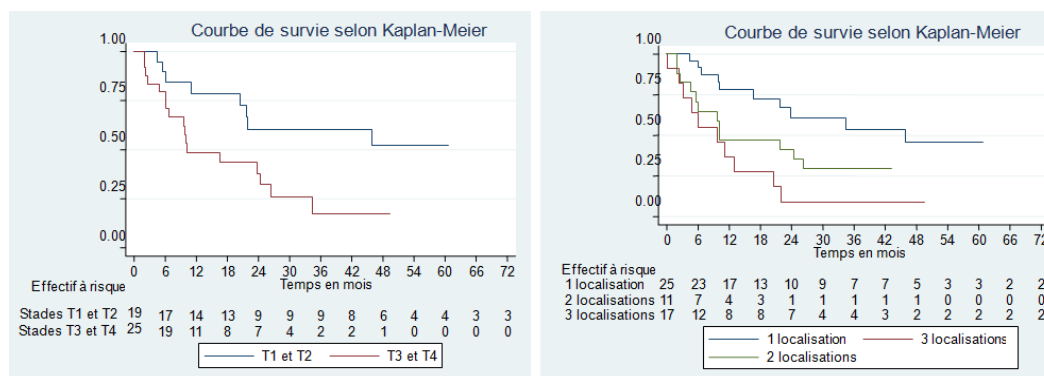 Courbe de survie selon Kaplan-Meier
1.00
0.75
0.50
0.25
0.00
0 6 12 18 24 30 36 42 48 54 60 66 72
Temps en mois
Effectif à risque
Stades T1 et T2 19 17 14 13 9 9 9 8 6 4 4 3 3
Stades T3 et T4 25 19 11 8 7 4 2 2 1 0 0 0 0
T1 et T2 T3 et T4
Courbe de survie selon Kaplan-Meier
1.00
0.75
0.50
0.25
0.00
0 6 12 18 24 30 36 42 48 54 60 66 72
Temps en mois
Effectif à risque
1 localisation 25 23 17 13 10 9 7 7 5 3 3 2 2
2 localisations 11 7 4 3 1 1 1 1 1 0 0 0 0
3 localisations 17 12 8 8 7 4 4 3 2 2 2 2 2
1 localisation 3 localisations
2 localisations